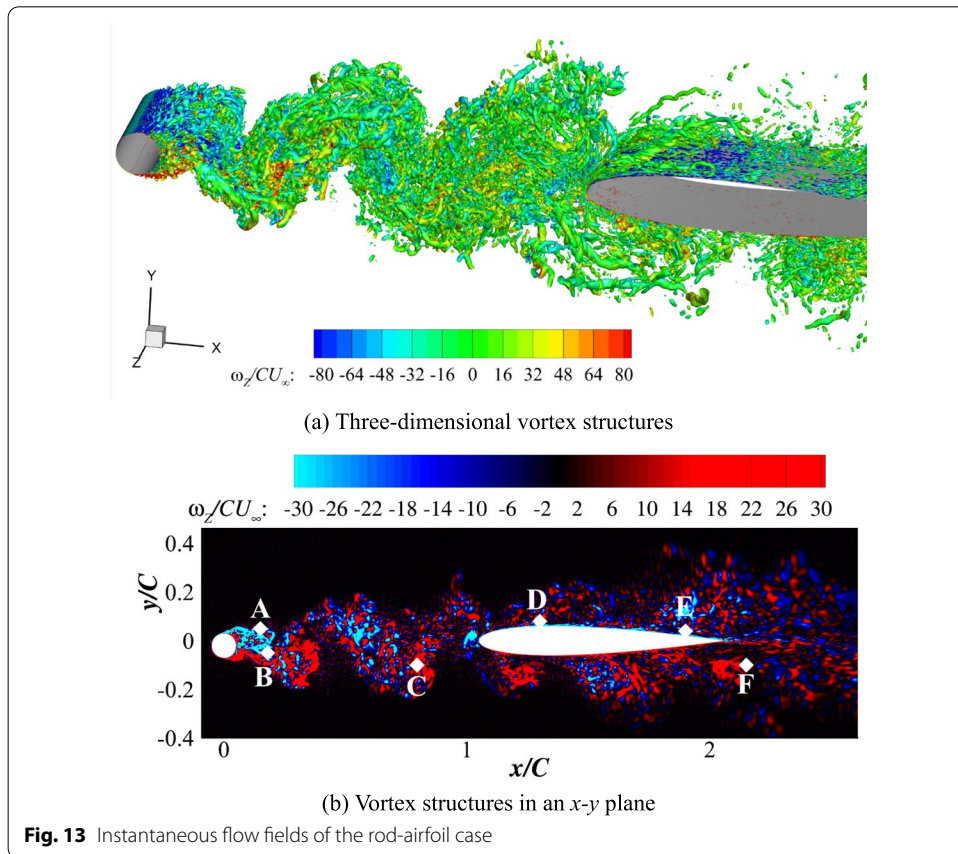 Y
X
Z
ω_Z/CU_∞: -80 -64 -48 -32 -16 0 16 32 48 64 80
(a) Three-dimensional vortex structures
ω_Z/CU_∞: -30 -26 -22 -18 -14 -10 -6 -2 2 6 10 14 18 22 26 30
y/C
0.4
0.2
0
-0.2
-0.4
A
B
C
D
E
F
0 1 2
x/C
(b) Vortex structures in an x-y plane
Fig. 13 Instantaneous flow fields of the rod-airfoil case